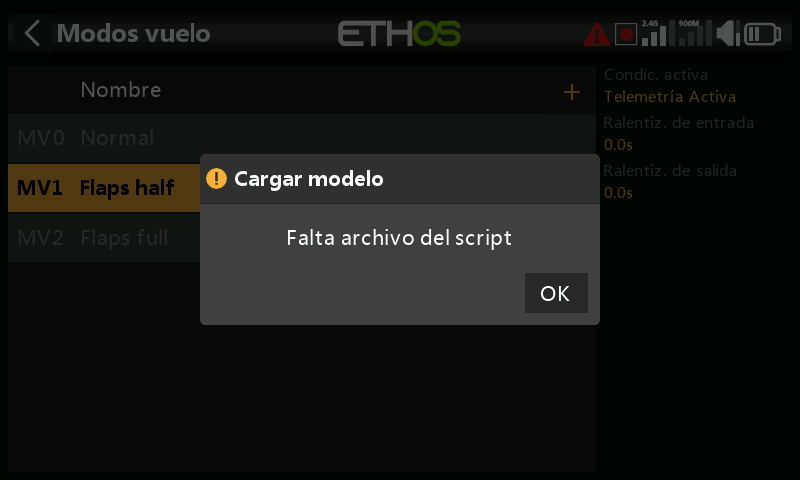 Modos vuelo
ETHOS
2.4G
900M
Nombre
+
MV0 Normal
MV1 Flaps half
MV2 Flaps full
Condic. activa
Telemetría Activa
Ralentiz. de entrada
0.0s
Ralentiz. de salida
0.0s
Cargar modelo
Falta archivo del script
OK